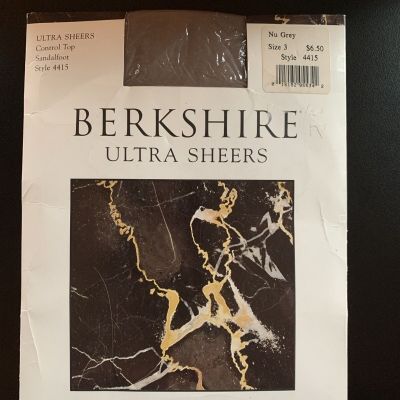 ULTRA SHEERS
Control Top
Sandalfoot
Style 4415
Nu Grey
Size 3 $6.50
Style 4415
BERKSHIRE
ULTRA SHEERS